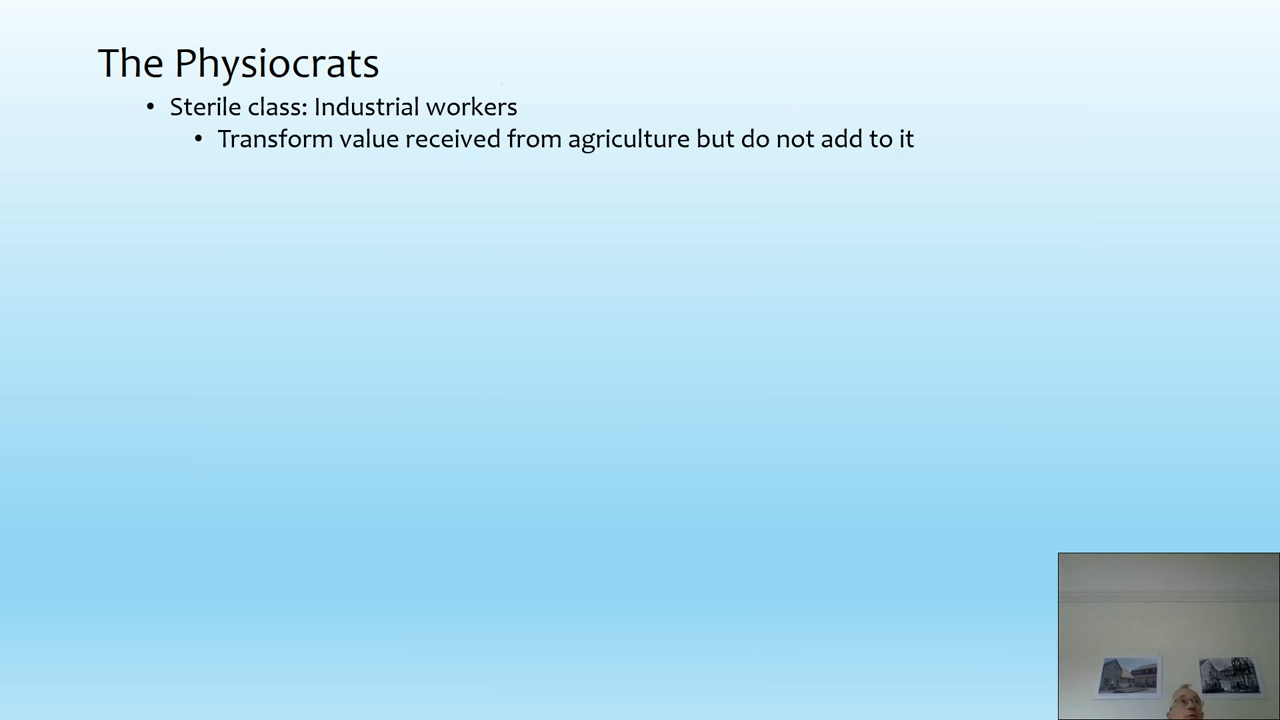 The Physiocrats
• Sterile class: Industrial workers
• Transform value received from agriculture but do not add to it